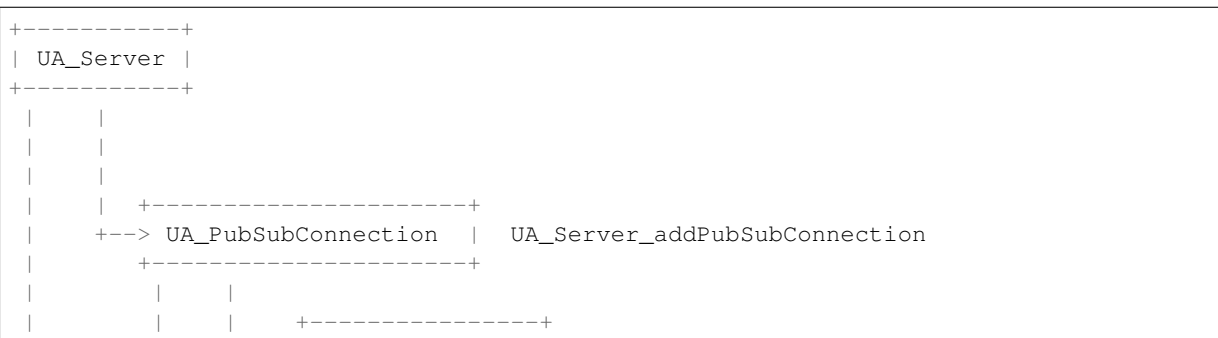 +-----------+
| UA_Server |
+-----------+
 |    |
 |    |
 |    |
 |    |  +----------------------+
 |    +--> UA_PubSubConnection  |  UA_Server_addPubSubConnection
 |       +----------------------+
 |        |    |
 |        |    |    +----------------+